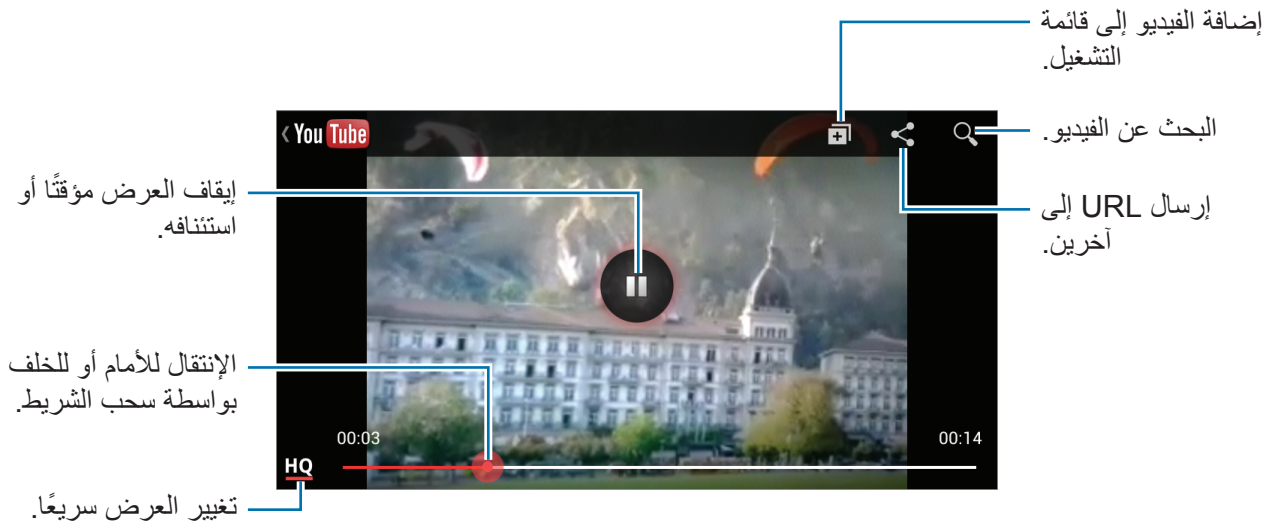 إضافة الفيديو إلى قائمة
التشغيل.
You Tube
البحث عن الفيديو.
إيقاف العرض مؤقتًا أو
استئنافه.
إرسال URL إلى
آخرين.
الإنتقال للأمام أو للخلف
بواسطة سحب الشريط.
00:03
00:14
HQ
تغيير العرض سريعًا.